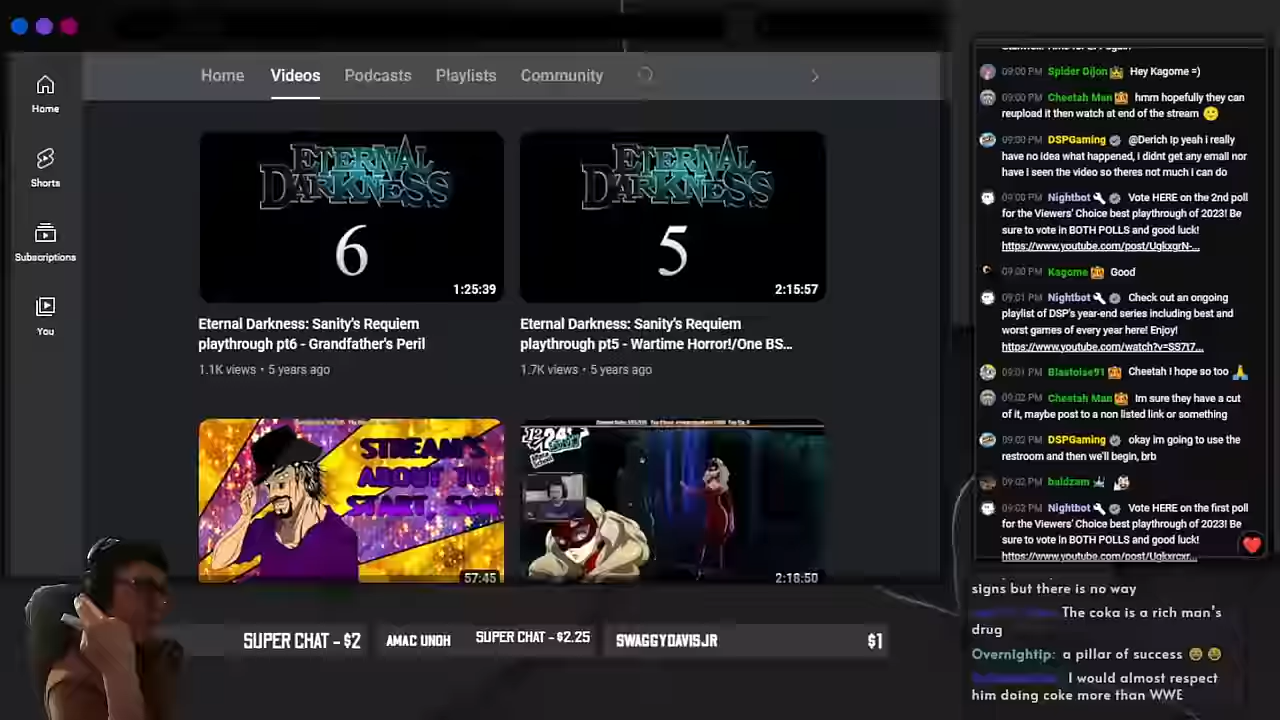 Home
Videos
Podcasts
Playlists
Community
Home
Shorts
Subscriptions
You
ETERNAL
DARKNESS
6
1:25:39
Eternal Darkness: Sanity's Requiem
playthrough pt6 - Grandfather's Peril
1.1K views • 5 years ago
ETERNAL
DARKNESS
5
2:15:57
Eternal Darkness: Sanity's Requiem
playthrough pt5 - Wartime Horror!/One BS...
1.7K views • 5 years ago
STREAM'S
ABOUT TO
START, SON
57:45
2:18:50
SUPER CHAT - $2
AMAC UNOH
SUPER CHAT - $2.25
SWAGGYDAVISJR
$1
09:00 PM Spider Dijon Hey Kagome =)
09:00 PM Cheetah Man hmm hopefully they can
reupload it then watch at end of the stream
09:00 PM DSPGaming @Derich Ip yeah i really
have no idea what happened, i didnt get any email nor
have I seen the video so theres not much i can do
09:00 PM Nightbot Vote HERE on the 2nd poll
for the Viewers' Choice best playthrough of 2023! Be
sure to vote in BOTH POLLS and good luck!
https://www.youtube.com/post/UgkxgrN-...
09:00 PM Kagome Good
09:01 PM Nightbot Check out an ongoing
playlist of DSP's year-end series including best and
worst games of every year here! Enjoy!
https://www.youtube.com/watch?v=SS7t7...
09:01 PM Blastoise91 Cheetah I hope so too
09:02 PM Cheetah Man Im sure they have a cut
of it, maybe post to a non listed link or something
09:02 PM DSPGaming okay im going to use the
restroom and then we'll begin, brb
09:02 PM buldzam
09:03 PM Nightbot Vote HERE on the first poll
for the Viewers' Choice best playthrough of 2023! Be
sure to vote in BOTH POLLS and good luck!
https://www.youtube.com/post/Ugkxrcxr...
signs but there is no way
The coka is a rich man's
drug
Overnightip: a pillar of success
I would almost respect
him doing coke more than WWE